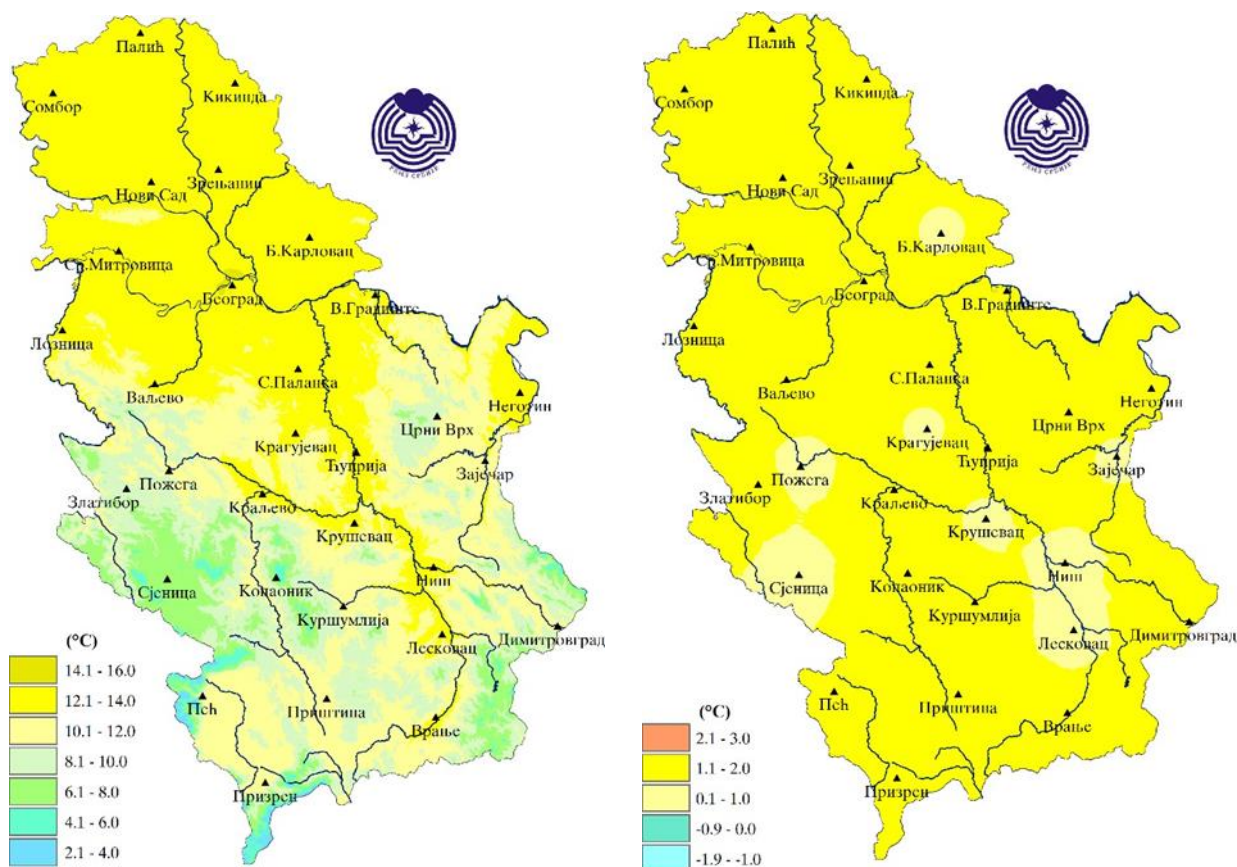 Палић
Сомбор
Кикинда
Нови Сад
Зрењанин
Б.Карловац
Ср.Митровица
Београд
В.Градиште
Лозница
Ваљево
С.Паланка
Неготин
Црни Врх
Крагујевац
Ћуприја
Зајечар
Пожега
Златибор
Краљево
Крушевац
Ниш
Сјеница
Копаоник
Куршумлија
Лесковац
Димитровград
Пећ
Приштина
Врање
Призрен
(°C)
14.1 - 16.0
12.1 - 14.0
10.1 - 12.0
8.1 - 10.0
6.1 - 8.0
4.1 - 6.0
2.1 - 4.0
РХМЗ СРБИЈЕ
Палић
Сомбор
Кикинда
Нови Сад
Зрењанин
Б.Карловац
Ср.Митровица
Београд
В.Градиште
Лозница
Ваљево
С.Паланка
Неготин
Црни Врх
Крагујевац
Ћуприја
Зајечар
Пожега
Златибор
Краљево
Крушевац
Ниш
Сјеница
Копаоник
Куршумлија
Лесковац
Димитровград
Пећ
Приштина
Врање
Призрен
(°C)
2.1 - 3.0
1.1 - 2.0
0.1 - 1.0
-0.9 - 0.0
-1.9 - -1.0
РХМЗ СРБИЈЕ